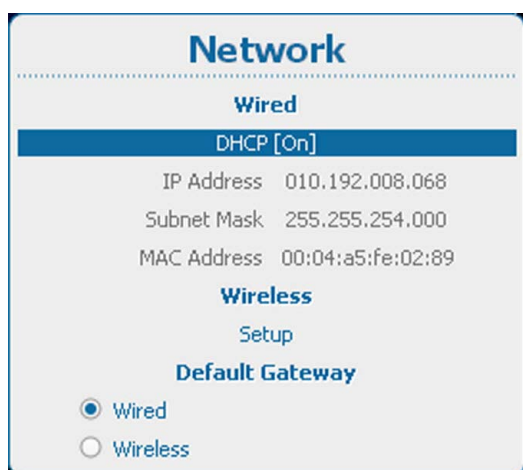 Network
Wired
DHCP [On]
IP Address 010.192.008.068
Subnet Mask 255.255.254.000
MAC Address 00:04:a5:fe:02:89
Wireless
Setup
Default Gateway
Wired
Wireless